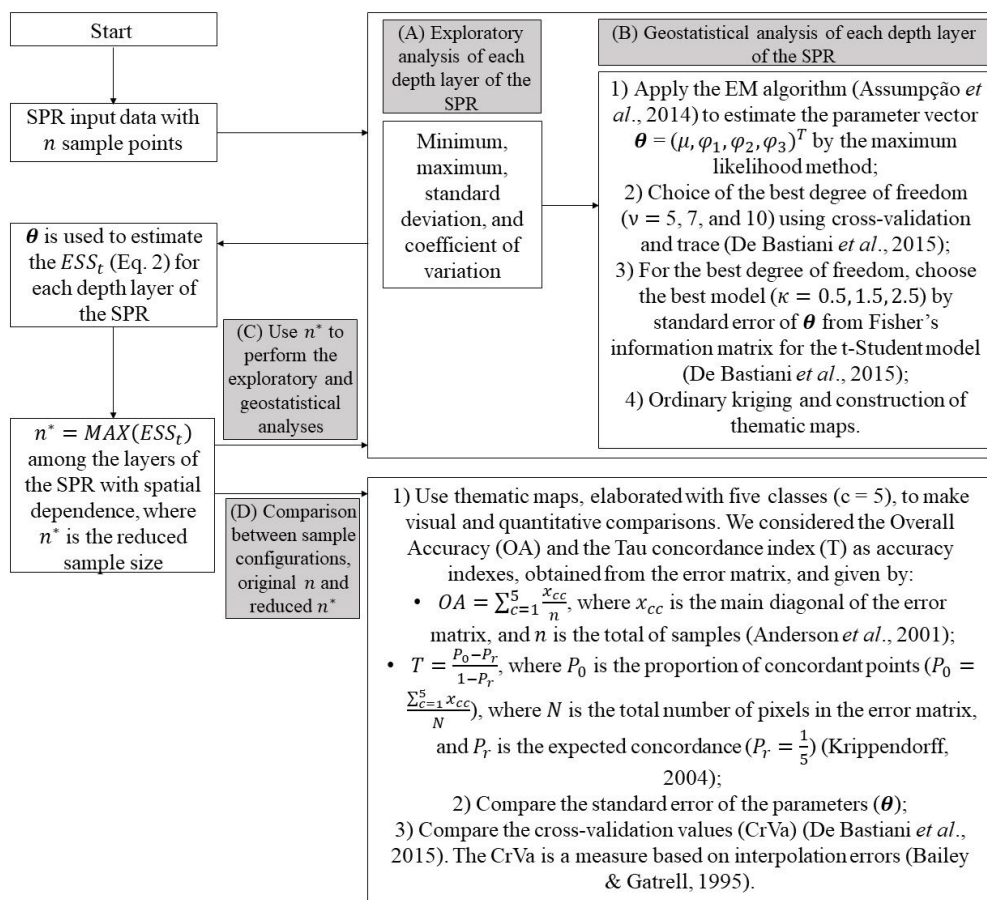 Start
SPR input data with
n sample points
(A) Exploratory
analysis of each
depth layer of the
SPR
Minimum,
maximum,
standard
deviation, and
coefficient of
variation
(B) Geostatistical analysis of each depth layer
of the SPR
1) Apply the EM algorithm (Assumpção et
al., 2014) to estimate the parameter vector
θ = (μ, φ₁, φ₂, φ₃)ᵀ by the maximum
likelihood method;
2) Choice of the best degree of freedom
(ν = 5, 7, and 10) using cross-validation
and trace (De Bastiani et al., 2015);
3) For the best degree of freedom, choose
the best model (κ = 0.5, 1.5, 2.5) by
standard error of θ from Fisher's
information matrix for the t-Student model
(De Bastiani et al., 2015);
4) Ordinary kriging and construction of
thematic maps.
θ is used to estimate
the ESSₜ (Eq. 2) for
each depth layer of
the SPR
(C) Use n* to
perform the
exploratory and
geostatistical
analyses
n* = MAX(ESSₜ)
among the layers of
the SPR with spatial
dependence, where
n* is the reduced
sample size
(D) Comparison
between sample
configurations,
original n and
reduced n*
1) Use thematic maps, elaborated with five classes (c = 5), to make
visual and quantitative comparisons. We considered the Overall
Accuracy (OA) and the Tau concordance index (T) as accuracy
indexes, obtained from the error matrix, and given by:
• OA = ∑⁵c=1 xcc/n, where xcc is the main diagonal of the error
matrix, and n is the total of samples (Anderson et al., 2001);
• T = (P₀−Pᵣ)/(1−Pᵣ), where P₀ is the proportion of concordant points (P₀ =
∑⁵c=1 xcc/N), where N is the total number of pixels in the error matrix,
and Pᵣ is the expected concordance (Pᵣ = 1/5) (Krippendorff,
2004);
2) Compare the standard error of the parameters (θ);
3) Compare the cross-validation values (CrVa) (De Bastiani et al.,
2015). The CrVa is a measure based on interpolation errors (Bailey
& Gatrell, 1995).